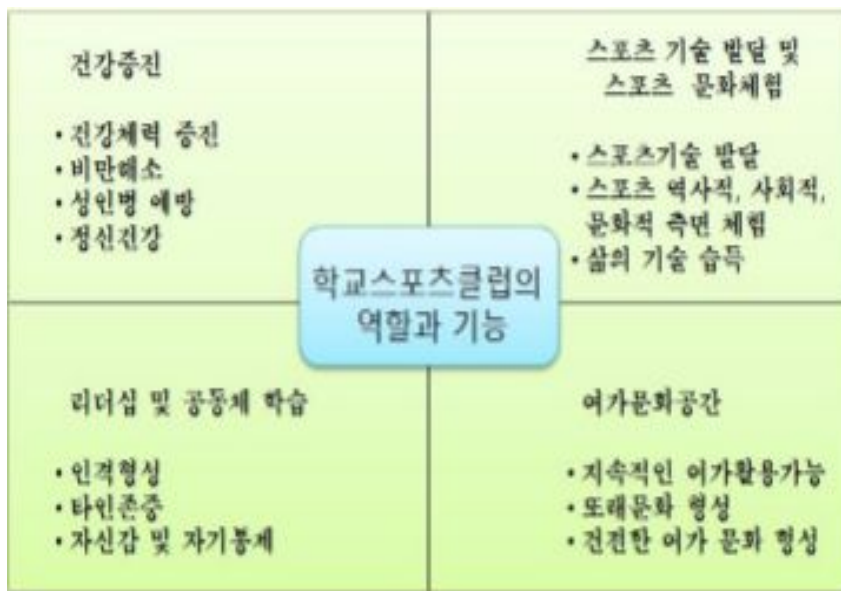 건강증진
• 건강체력 증진
• 비만해소
• 성인병 예방
• 정신건강
스포츠 기술 발달 및
스포츠 문화체험
• 스포츠기술 발달
• 스포츠 역사적, 사회적,
문화적 측면 체험
• 삶의 기술 습득
학교스포츠클럽의
역할과 기능
리더십 및 공동체 학습
• 인격형성
• 타인존중
• 자신감 및 자기통제
여가문화공간
• 지속적인 여가활용가능
• 또래문화 형성
• 건전한 여가 문화 형성